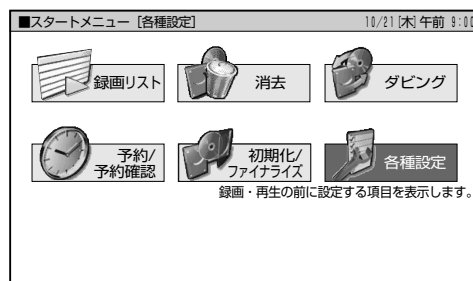 ■スタートメニュー [各種設定] 10/21[木]午前 9:00
録画リスト 消去 ダビング
予約/ 初期化/ 各種設定
予約確認 ファイナライズ
録画・再生の前に設定する項目を表示します。